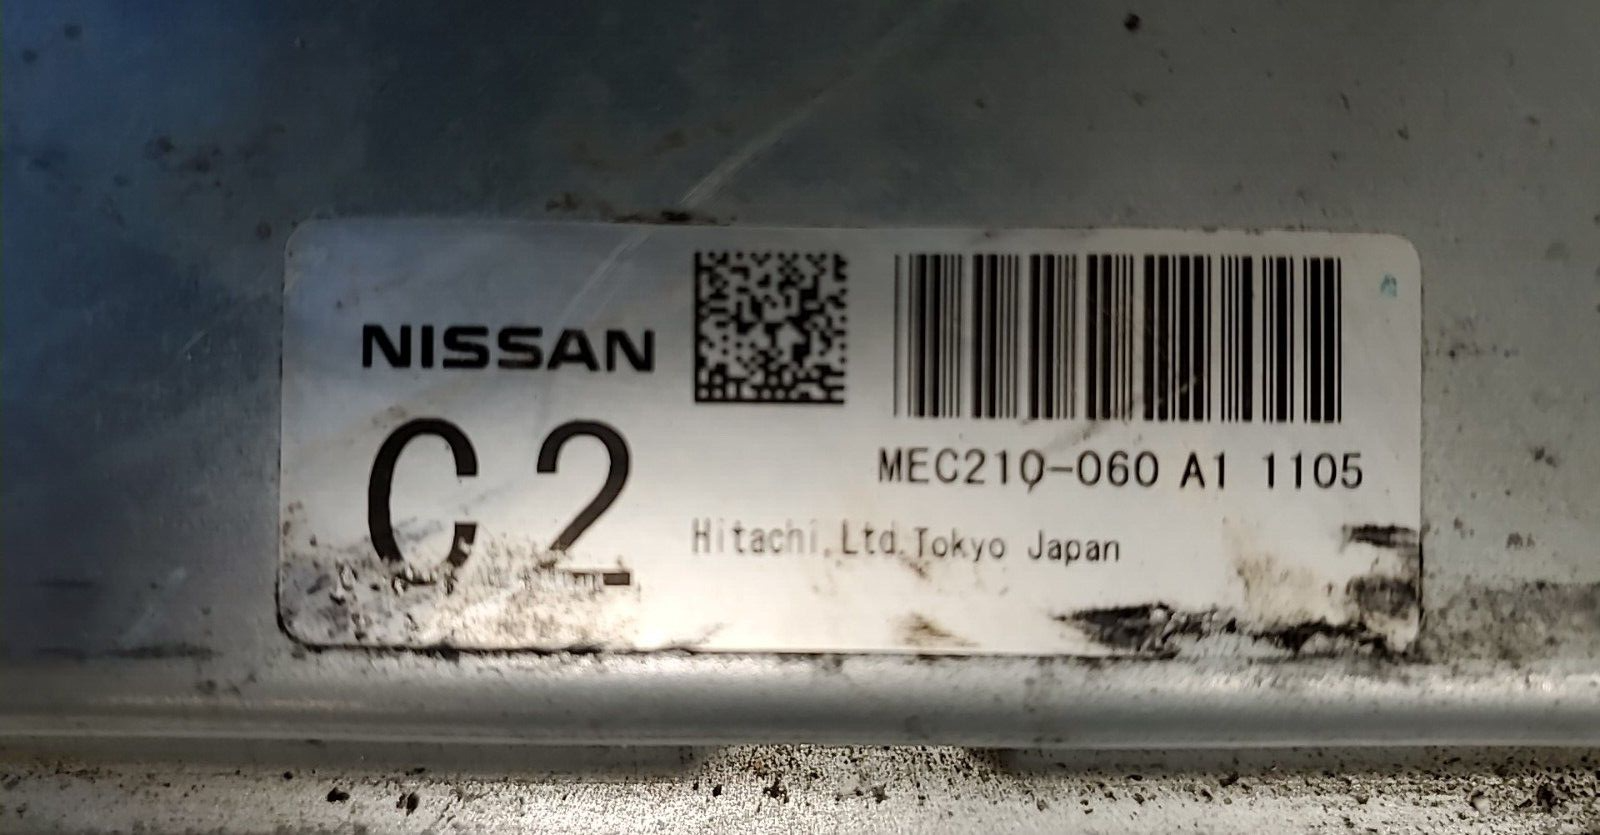 NISSAN
C2
MEC210-060 A1 1105
Hitachi,Ltd.Tokyo Japan